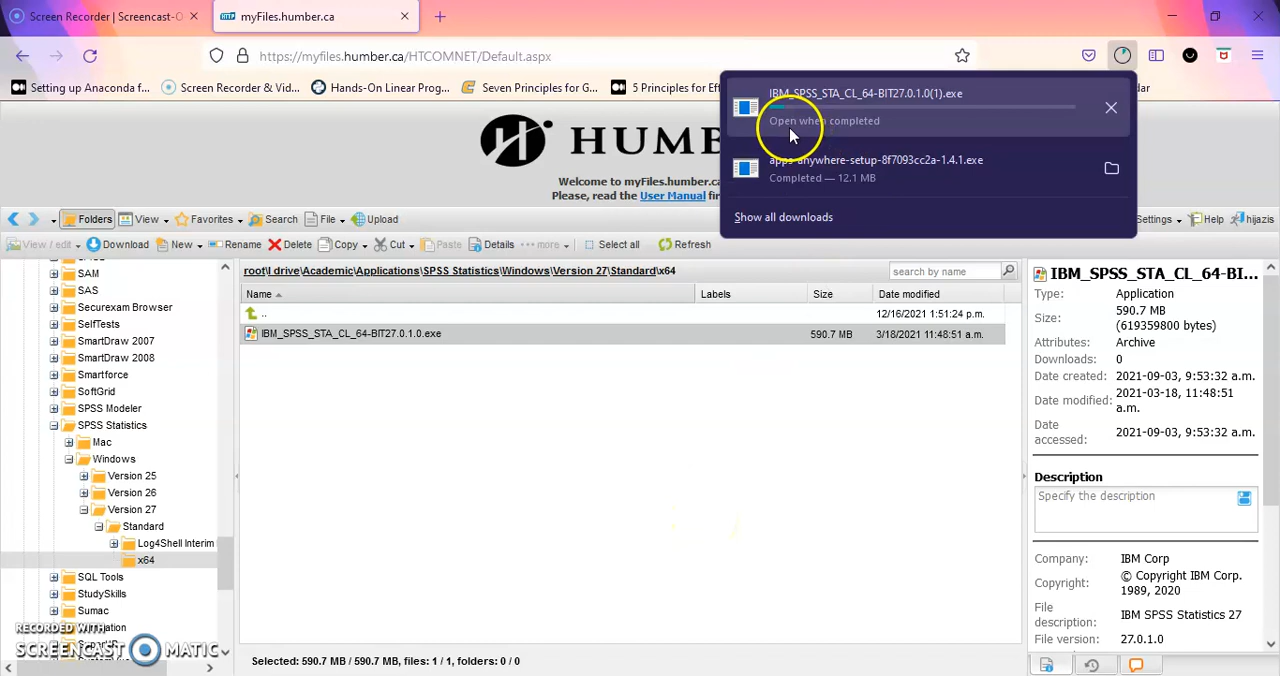 Screen Recorder | Screencast-O
myFiles.humber.ca
https://myfiles.humber.ca/HTCOMNET/Default.aspx
Setting up Anaconda f...
Screen Recorder & Vid...
Hands-On Linear Prog...
Seven Principles for G...
5 Principles for Ef
IBM_SPSS_STA_CL_64-BIT27.0.1.0(1).exe
Open when completed
apps-anywhere-setup-8f7093cc2a-1.4.1.exe
Completed — 12.1 MB
Show all downloads
HUMB
Welcome to myFiles.humber.ca
Please, read the User Manual
Folders View Favorites Search File Upload
Settings Help hijazis
View / edit Download New Rename Delete Copy Cut Paste Details more Select all Refresh
SAM
SAS
Securexam Browser
SelfTests
SmartDraw 2007
SmartDraw 2008
Smartforce
SoftGrid
SPSS Modeler
SPSS Statistics
Mac
Windows
Version 25
Version 26
Version 27
Standard
Log4Shell Interim
x64
SQL Tools
StudySkills
Sumac
RECORDED WITH
SCREENCAST MATIC
root\I drive\Academic\Applications\SPSS Statistics\Windows\Version 27\Standard\x64
search by name
Name Labels Size Date modified
.. 12/16/2021 1:51:24 p.m.
IBM_SPSS_STA_CL_64-BIT27.0.1.0.exe 590.7 MB 3/18/2021 11:48:51 a.m.
Selected: 590.7 MB / 590.7 MB, files: 1 / 1, folders: 0 / 0
IBM_SPSS_STA_CL_64-BI...
Type: Application
Size: 590.7 MB
(619359800 bytes)
Attributes: Archive
Downloads: 0
Date created: 2021-09-03, 9:53:32 a.m.
Date modified: 2021-03-18, 11:48:51
a.m.
Date
accessed: 2021-09-03, 9:53:32 a.m.
Description
Specify the description
Company: IBM Corp
Copyright: © Copyright IBM Corp.
1989, 2020
File
description: IBM SPSS Statistics 27
File version: 27.0.1.0